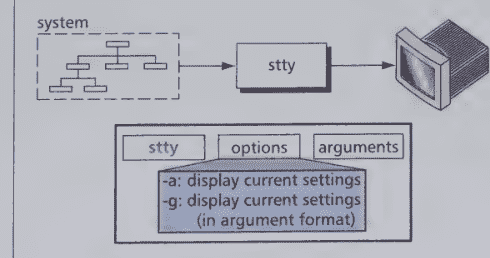 system
stty
stty options arguments
-a: display current settings
-g: display current settings
(in argument format)